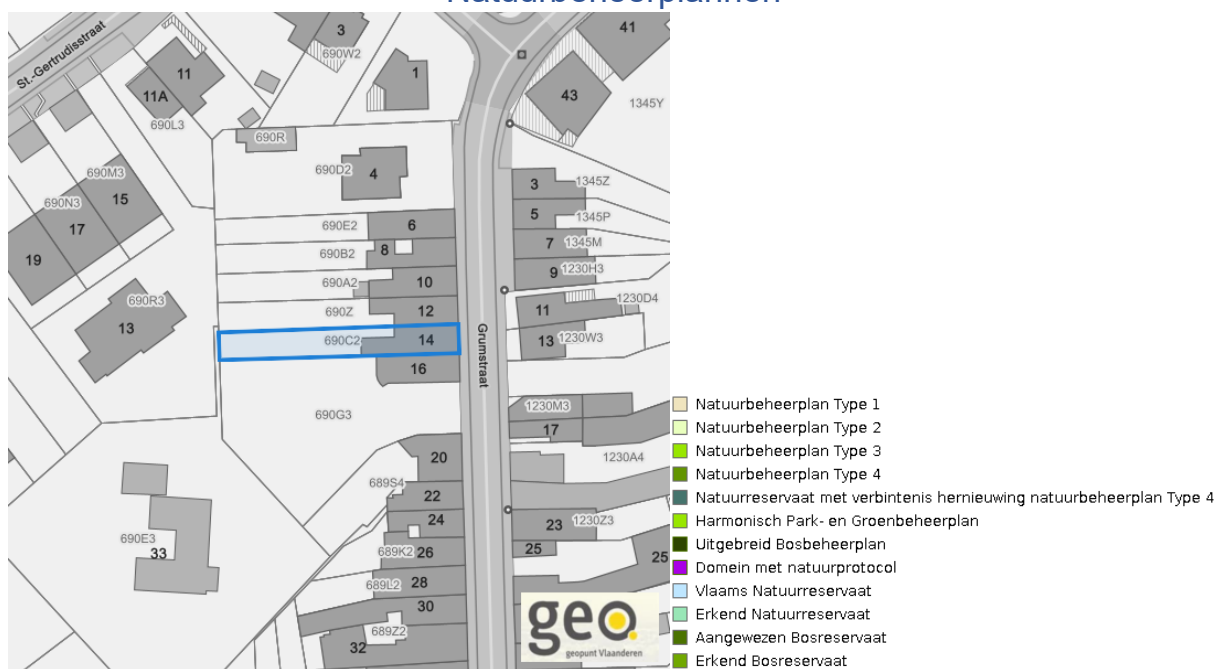 Natuurbeheerplannen
St.-Gertrudisstraat
3
690W2
41
11
1
11A
43
1345Y
690L3
690R
690M3
690D2
4
3
1345Z
15
690N3
5
1345P
17
690E2
6
7
1345M
19
690B2
8
9
1230H3
690A2
10
690R3
1230D4
690Z
12
11
13
690C2
14
13
1230W3
Grumstraat
16
1230M3
690G3
17
20
1230A4
689S4
22
24
23
1230Z3
690E3
33
689K2
26
25
25
689L2
28
30
689Z2
32
geo.
geopunt Vlaanderen
Natuurbeheerplan Type 1
Natuurbeheerplan Type 2
Natuurbeheerplan Type 3
Natuurbeheerplan Type 4
Natuurreservaat met verbintenis hernieuwing natuurbeheerplan Type 4
Harmonisch Park- en Groenbeheerplan
Uitgebreid Bosbeheerplan
Domein met natuurprotocol
Vlaams Natuurreservaat
Erkend Natuurreservaat
Aangewezen Bosreservaat
Erkend Bosreservaat